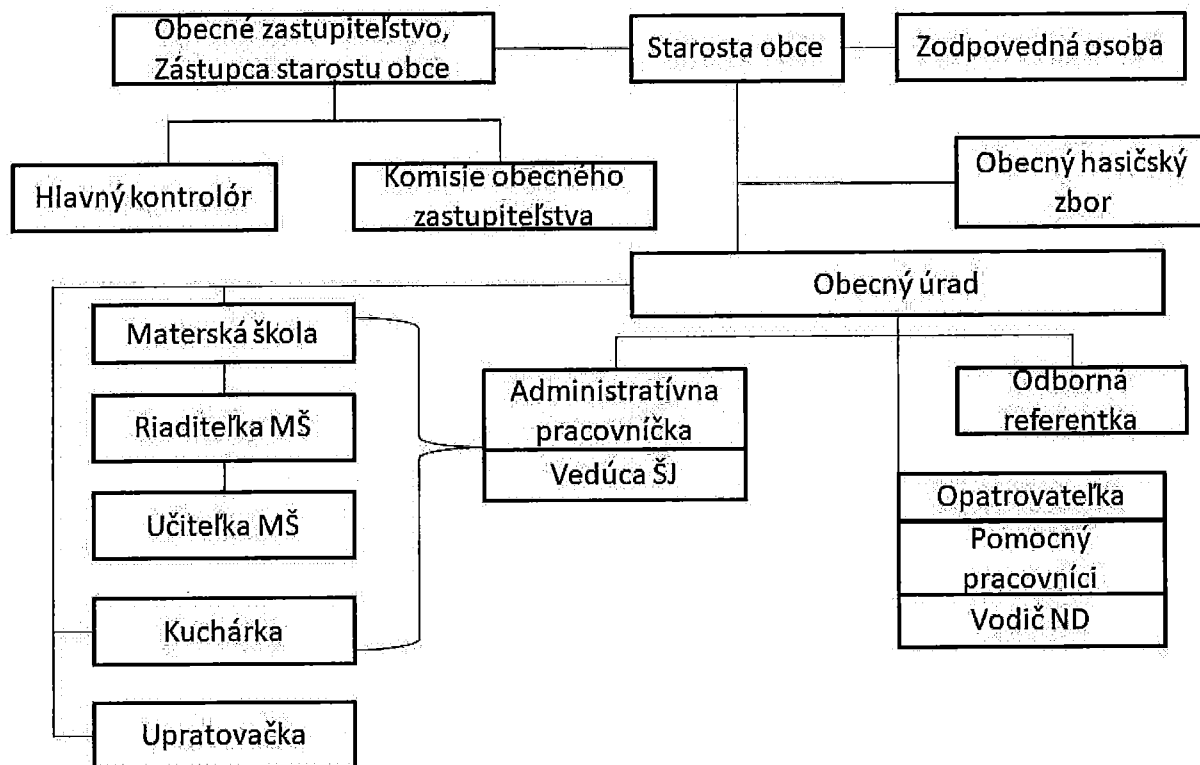 Obecné zastupiteľstvo,
Zástupca starostu obce
Starosta obce
Zodpovedná osoba
Hlavný kontrolór
Komisie obecného
zastupiteľstva
Obecný hasičský
zbor
Obecný úrad
Materská škola
Riaditeľka MŠ
Učiteľka MŠ
Kuchárka
Upratovačka
Administratívna
pracovníčka
Vedúca ŠJ
Odborná
referentka
Opatrovateľka
Pomocný
pracovníci
Vodič ND